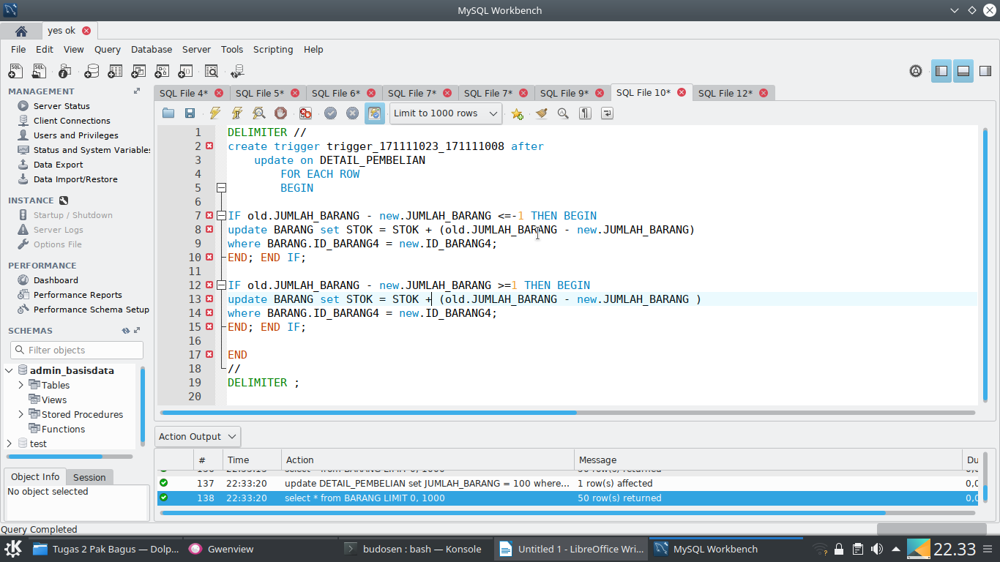 MySQL Workbench
yes ok
File Edit View Query Database Server Tools Scripting Help
MANAGEMENT
Server Status
Client Connections
Users and Privileges
Status and System Variables
Data Export
Data Import/Restore
INSTANCE
Startup / Shutdown
Server Logs
Options File
PERFORMANCE
Dashboard
Performance Reports
Performance Schema Setup
SCHEMAS
Filter objects
admin_basisdata
Tables
Views
Stored Procedures
Functions
test
Object Info Session
No object selected
SQL File 4* SQL File 5* SQL File 6* SQL File 7* SQL File 7* SQL File 9* SQL File 10* SQL File 12*
Limit to 1000 rows
1 DELIMITER //
2 create trigger trigger_171111023_171111008 after
3 update on DETAIL_PEMBELIAN
4 FOR EACH ROW
5 BEGIN
6
7 IF old.JUMLAH_BARANG - new.JUMLAH_BARANG <=-1 THEN BEGIN
8 update BARANG set STOK = STOK + (old.JUMLAH_BARANG - new.JUMLAH_BARANG)
9 where BARANG.ID_BARANG4 = new.ID_BARANG4;
10 END; END IF;
11
12 IF old.JUMLAH_BARANG - new.JUMLAH_BARANG >=1 THEN BEGIN
13 update BARANG set STOK = STOK + (old.JUMLAH_BARANG - new.JUMLAH_BARANG )
14 where BARANG.ID_BARANG4 = new.ID_BARANG4;
15 END; END IF;
16
17 END
18 //
19 DELIMITER ;
20
Action Output
# Time Action Message Du
137 22:33:20 update DETAIL_PEMBELIAN set JUMLAH_BARANG = 100 where... 1 row(s) affected 0,0
138 22:33:20 select * from BARANG LIMIT 0, 1000 50 row(s) returned 0,0
Query Completed
Tugas 2 Pak Bagus — Dolp... Gwenview budosen : bash — Konsole Untitled 1 - LibreOffice Wri... MySQL Workbench 22.33